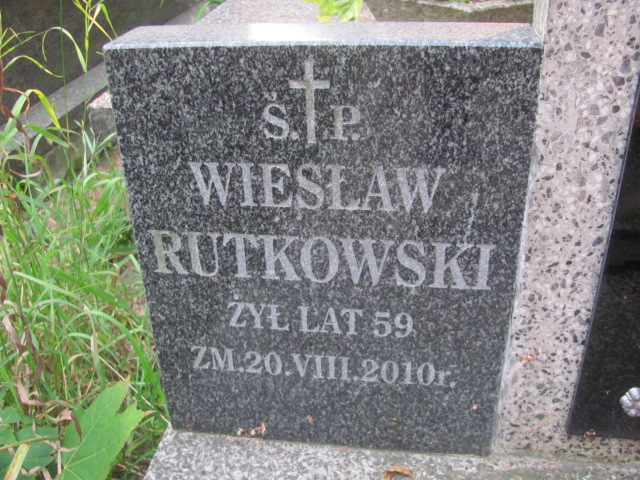 Ś. P.
WIESŁAW
RUTKOWSKI
ŻYŁ LAT 59
ZM.20.VIII.2010r.